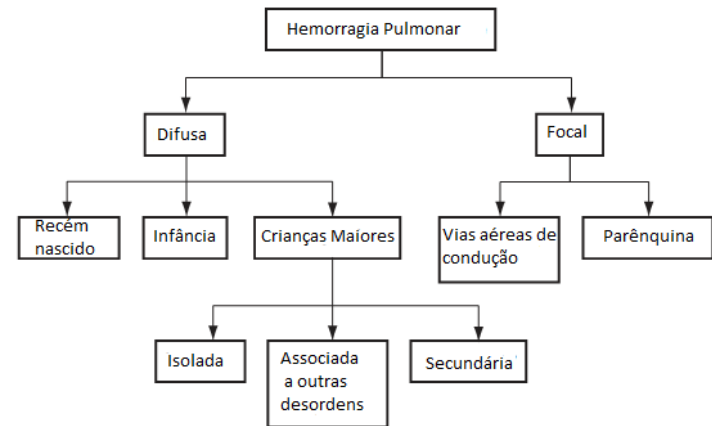 Hemorragia Pulmonar
Difusa
Focal
Recém
nascido
Infância
Crianças Maiores
Vias aéreas de
condução
Parênquina
Isolada
Associada
a outras
desordens
Secundária